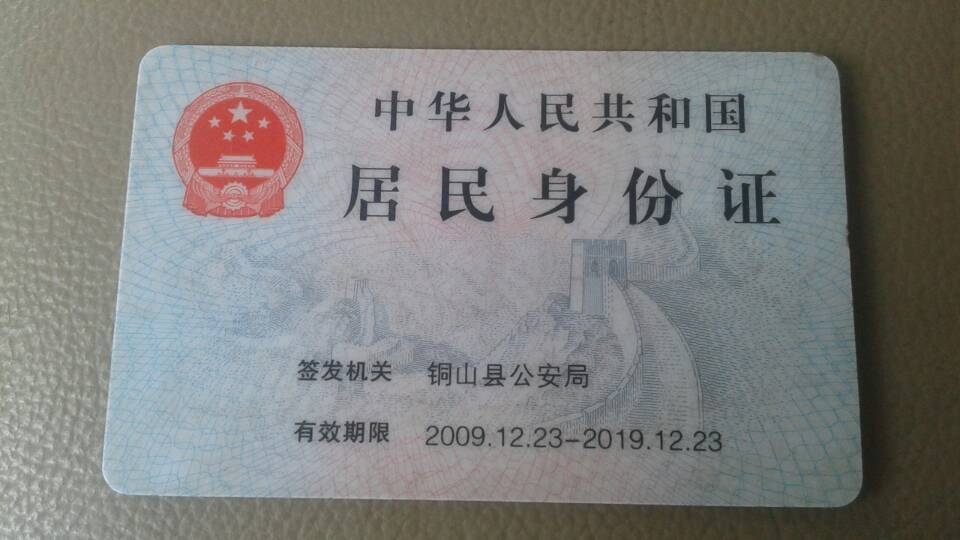 中华人民共和国
居民身份证
签发机关 铜山县公安局
有效期限 2009.12.23-2019.12.23